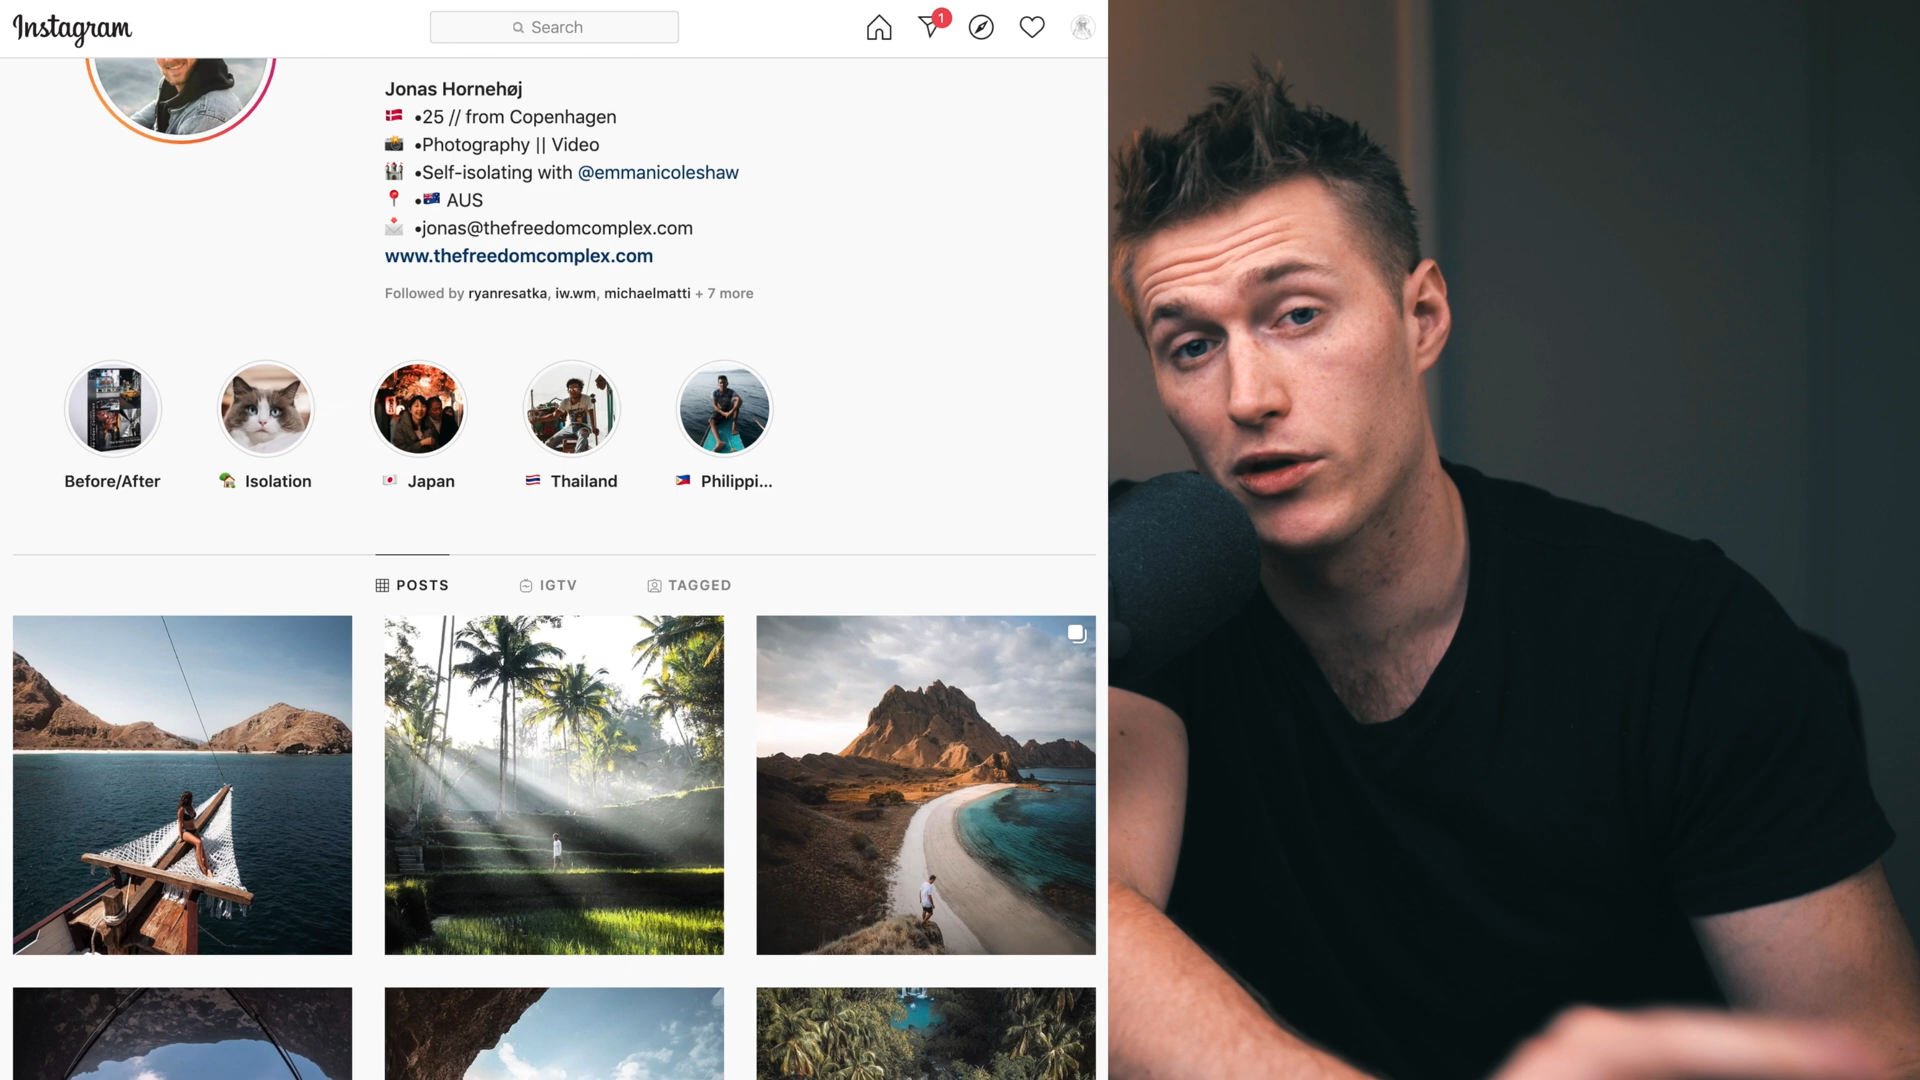 Instagram
Search
1
Jonas Hornehøj
🇩🇰 •25 // from Copenhagen
📸 •Photography || Video
🏰 •Self-isolating with @emmanicoleshaw
📍 •🇦🇺 AUS
📩 •jonas@thefreedomcomplex.com
www.thefreedomcomplex.com
Followed by ryanresatka, iw.wm, michaelmatti + 7 more
Before/After
🏡 Isolation
🇯🇵 Japan
🇹🇭 Thailand
🇵🇭 Philippi...
POSTS
IGTV
TAGGED